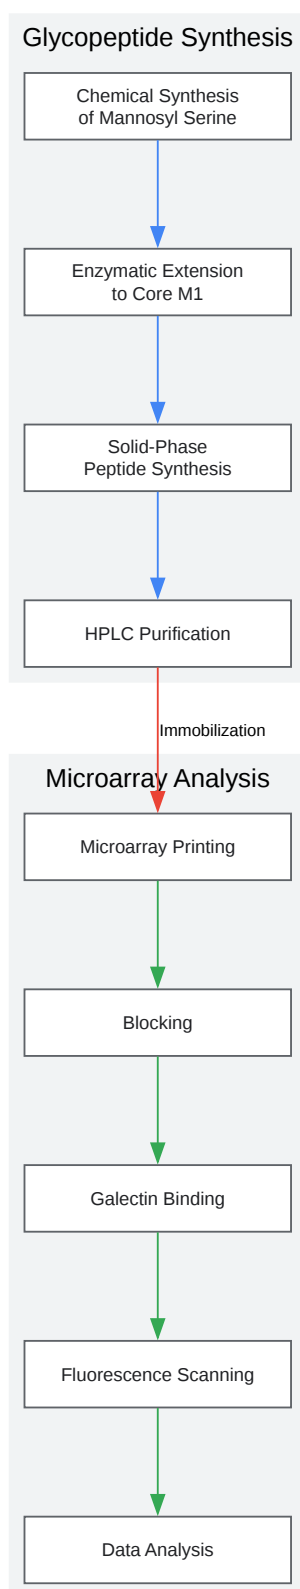 Glycopeptide Synthesis
Chemical Synthesis
of Mannosyl Serine
Enzymatic Extension
to Core M1
Solid-Phase
Peptide Synthesis
HPLC Purification
Immobilization
Microarray Analysis
Microarray Printing
Blocking
Galectin Binding
Fluorescence Scanning
Data Analysis